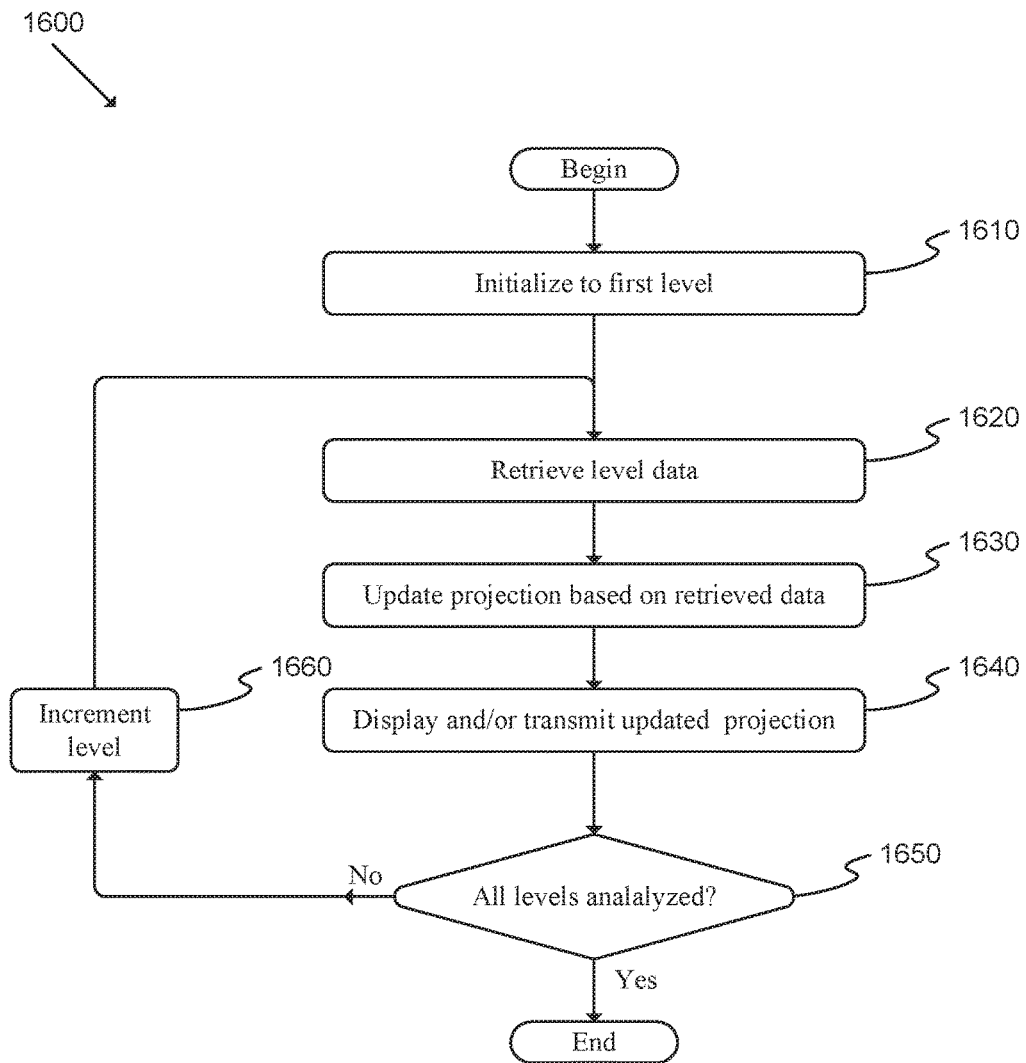 1600
Begin
1610
Initialize to first level
1620
Retrieve level data
1630
Update projection based on retrieved data
1640
Display and/or transmit updated projection
1660
Increment
level
1650
All levels analalyzed?
No
Yes
End